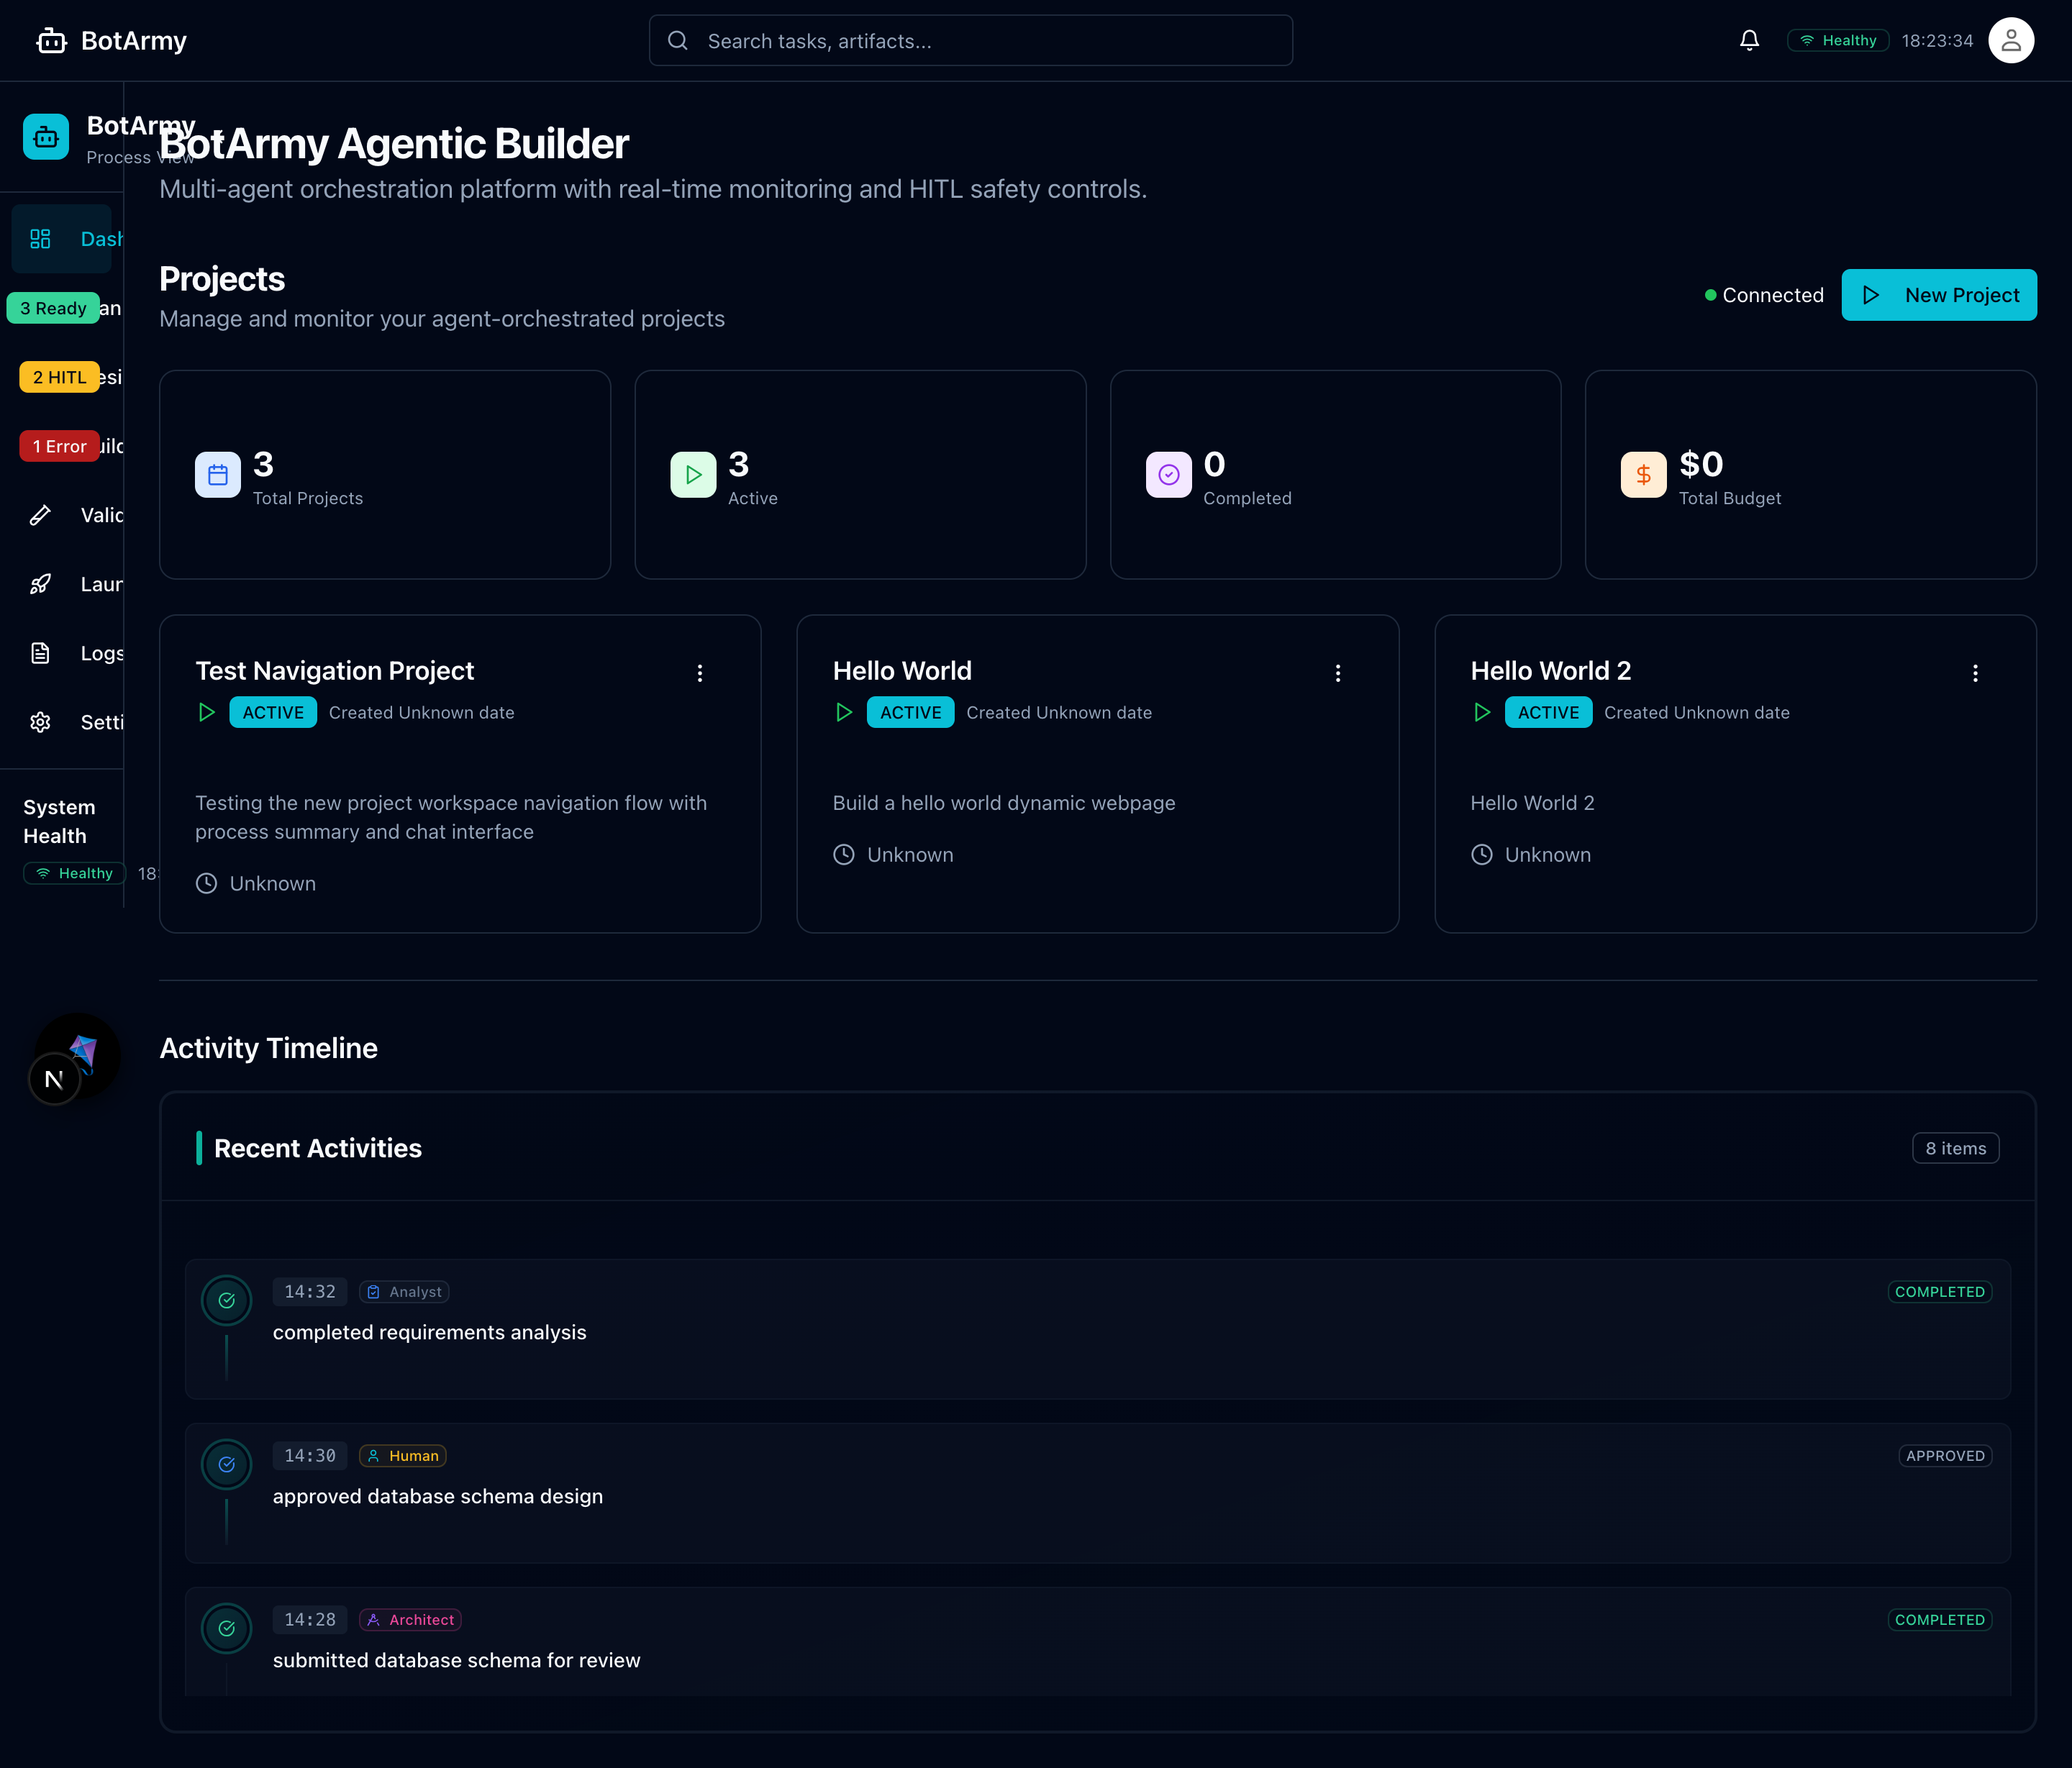 BotArmy
Search tasks, artifacts...
Healthy
18:23:34
BotArmy
Process View
Dash
3 Ready
an
2 HITL
esi
1 Error
uild
Valid
Laun
Logs
Setti
System
Health
Healthy
18:
BotArmy Agentic Builder
Multi-agent orchestration platform with real-time monitoring and HITL safety controls.
Projects
Manage and monitor your agent-orchestrated projects
Connected
New Project
3
Total Projects
3
Active
0
Completed
$0
Total Budget
Test Navigation Project
ACTIVE
Created Unknown date
Testing the new project workspace navigation flow with
process summary and chat interface
Unknown
Hello World
ACTIVE
Created Unknown date
Build a hello world dynamic webpage
Unknown
Hello World 2
ACTIVE
Created Unknown date
Hello World 2
Unknown
N
Activity Timeline
Recent Activities
8 items
14:32
Analyst
COMPLETED
completed requirements analysis
14:30
Human
APPROVED
approved database schema design
14:28
Architect
COMPLETED
submitted database schema for review